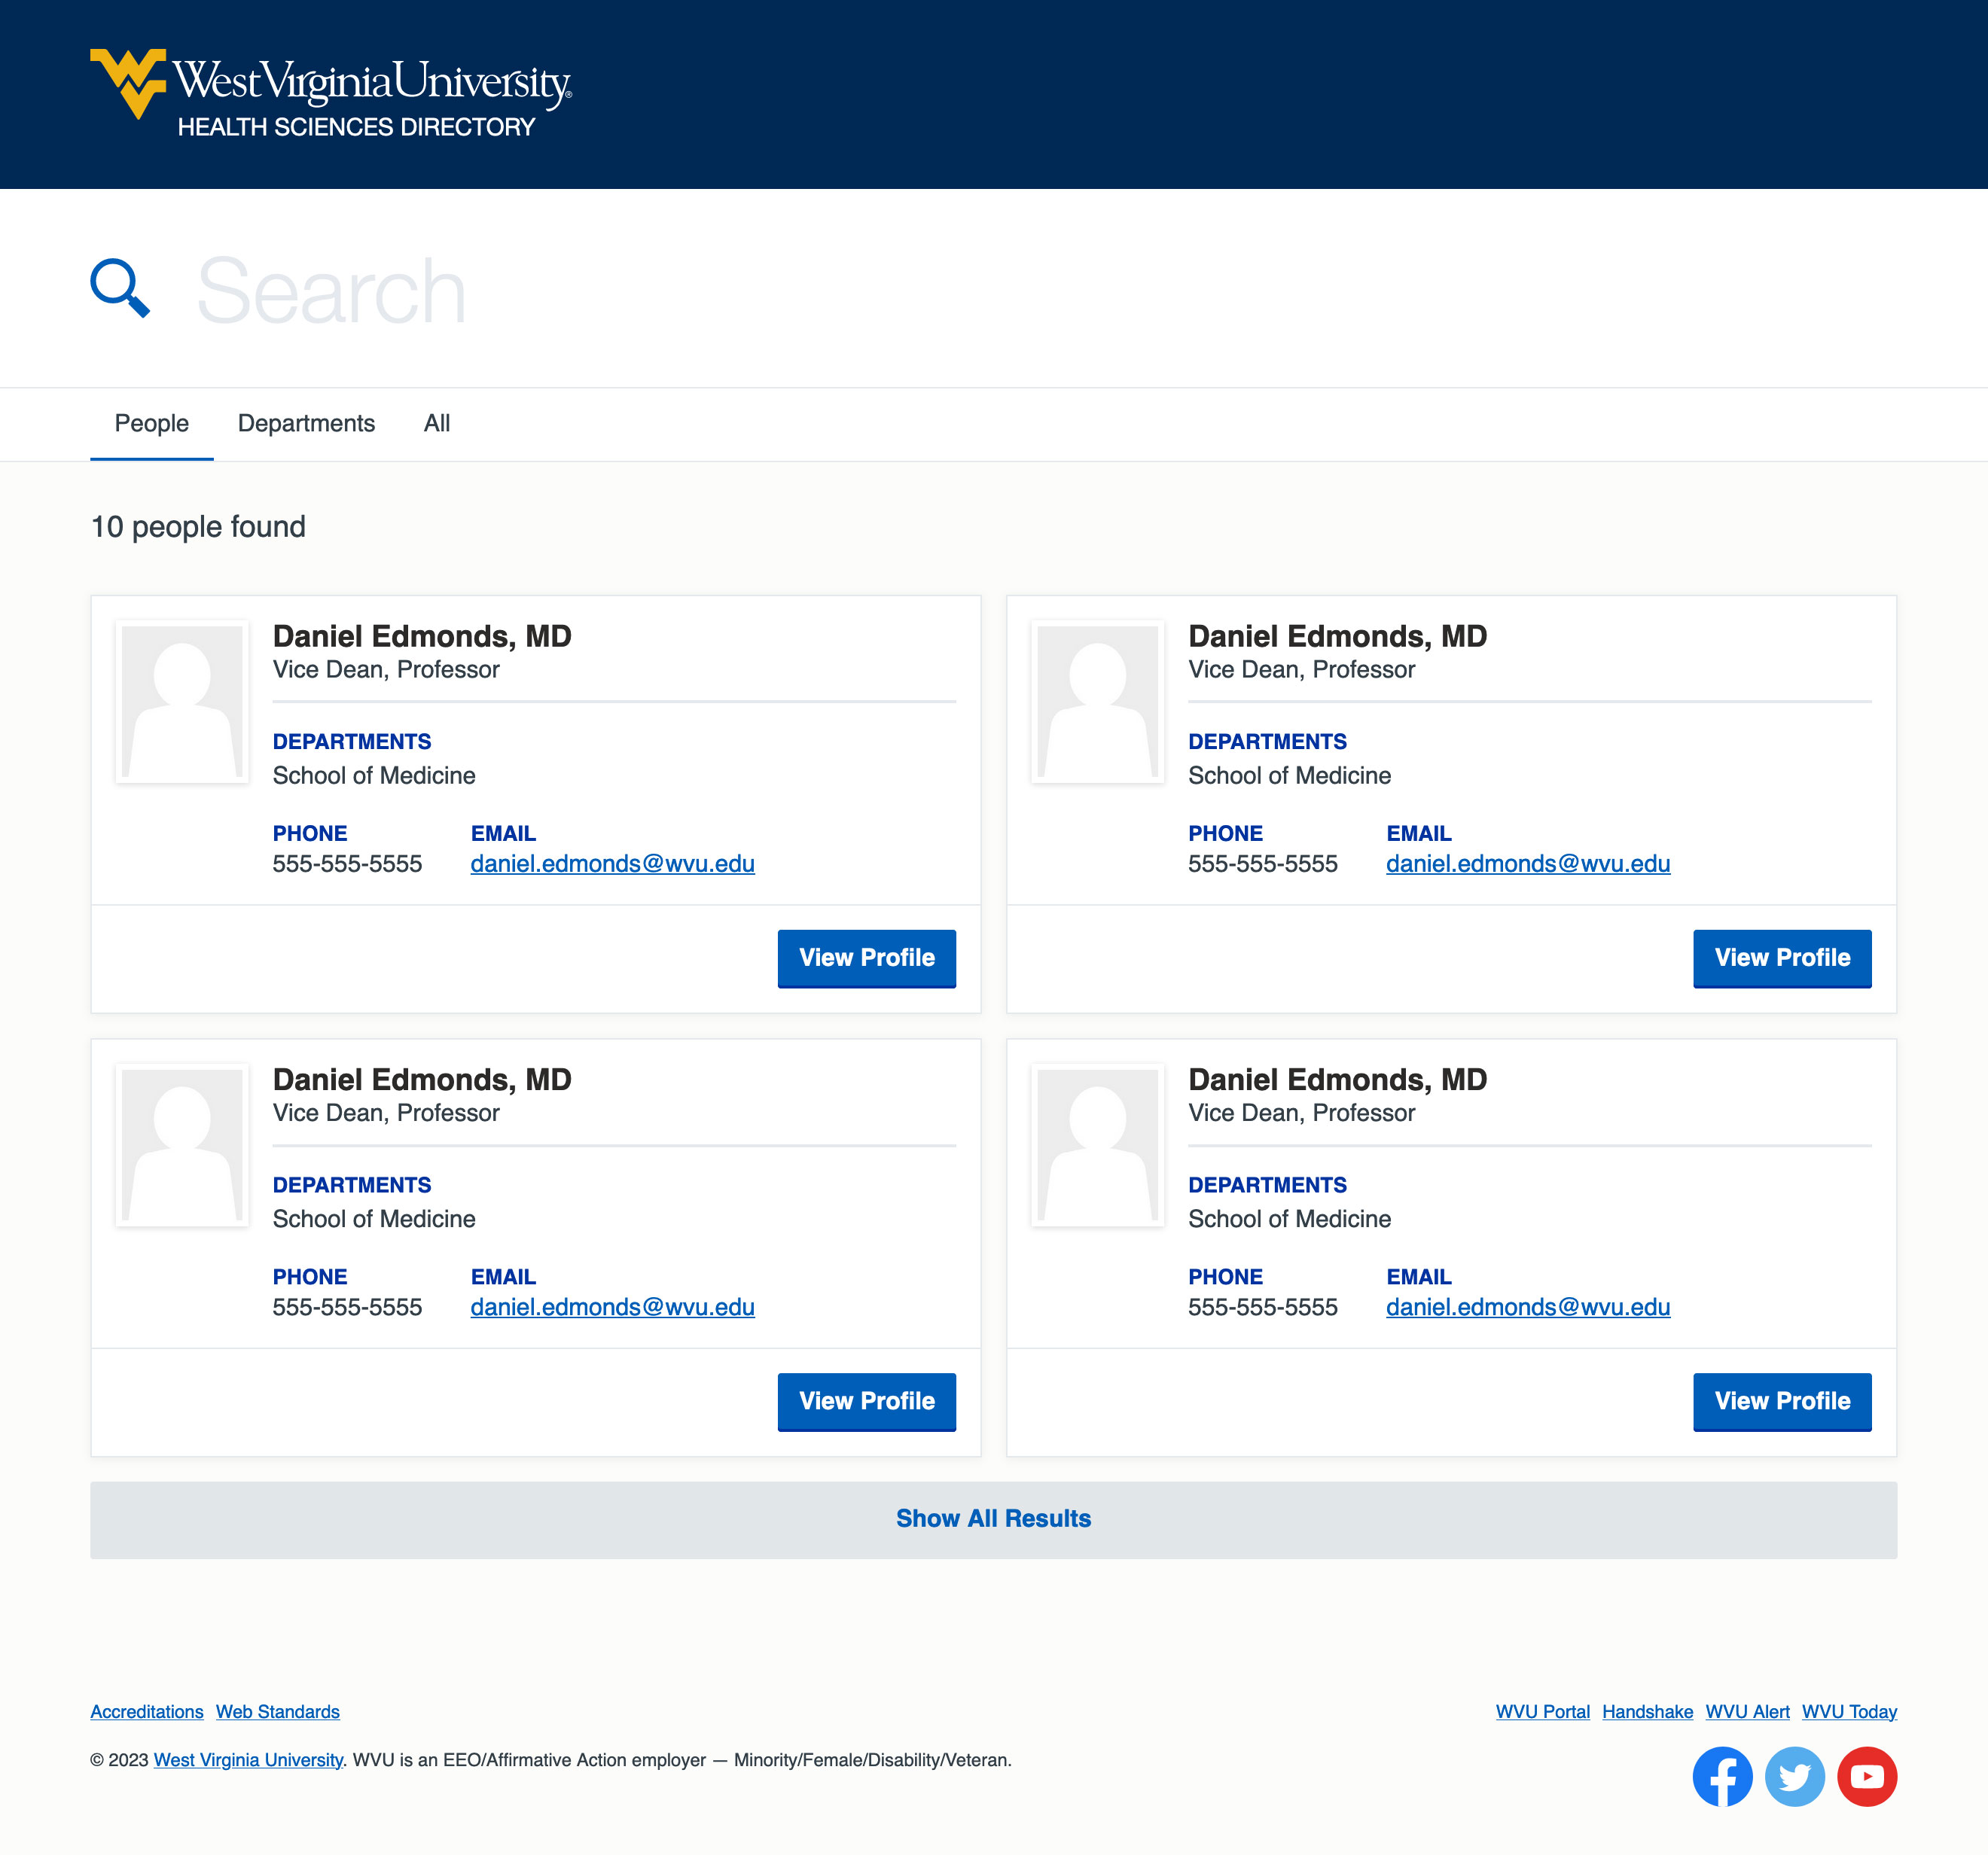 West Virginia University®
HEALTH SCIENCES DIRECTORY
Search
People Departments All
10 people found
Daniel Edmonds, MD
Vice Dean, Professor
DEPARTMENTS
School of Medicine
PHONE EMAIL
555-555-5555 daniel.edmonds@wvu.edu
View Profile
Daniel Edmonds, MD
Vice Dean, Professor
DEPARTMENTS
School of Medicine
PHONE EMAIL
555-555-5555 daniel.edmonds@wvu.edu
View Profile
Daniel Edmonds, MD
Vice Dean, Professor
DEPARTMENTS
School of Medicine
PHONE EMAIL
555-555-5555 daniel.edmonds@wvu.edu
View Profile
Daniel Edmonds, MD
Vice Dean, Professor
DEPARTMENTS
School of Medicine
PHONE EMAIL
555-555-5555 daniel.edmonds@wvu.edu
View Profile
Show All Results
Accreditations Web Standards
WVU Portal Handshake WVU Alert WVU Today
© 2023 West Virginia University. WVU is an EEO/Affirmative Action employer — Minority/Female/Disability/Veteran.